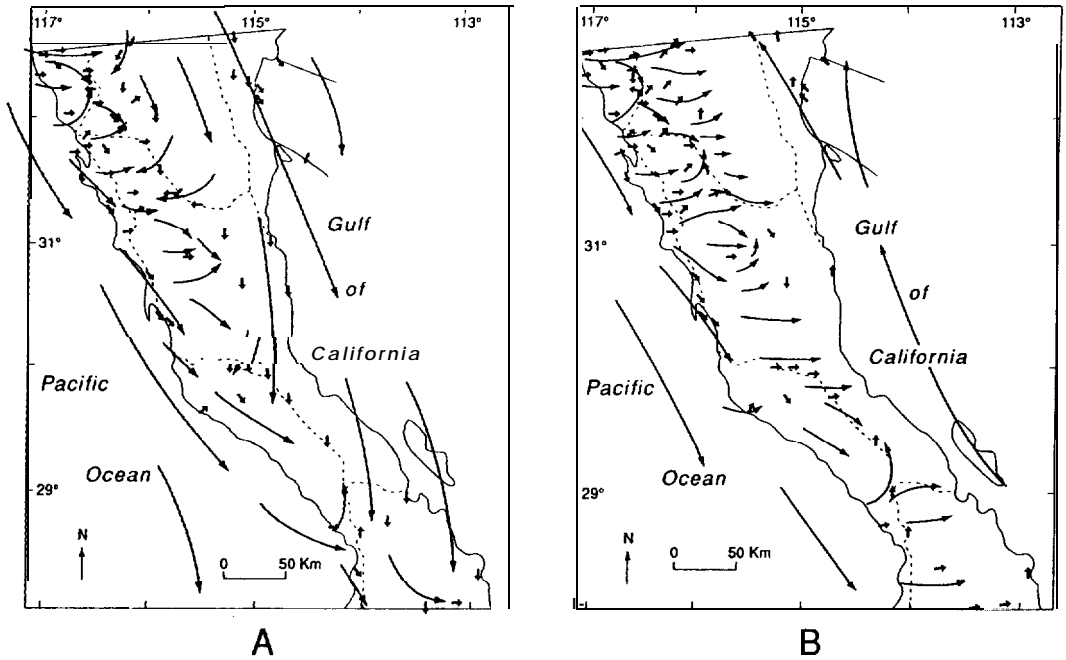 117°
115°
113°
Gulf
31°
of
California
Pacific
Ocean
29°
N
0 50 Km
A
117°
115°
113°
Gulf
31°
of
California
Pacific
Ocean
29°
N
0 50 Km
B